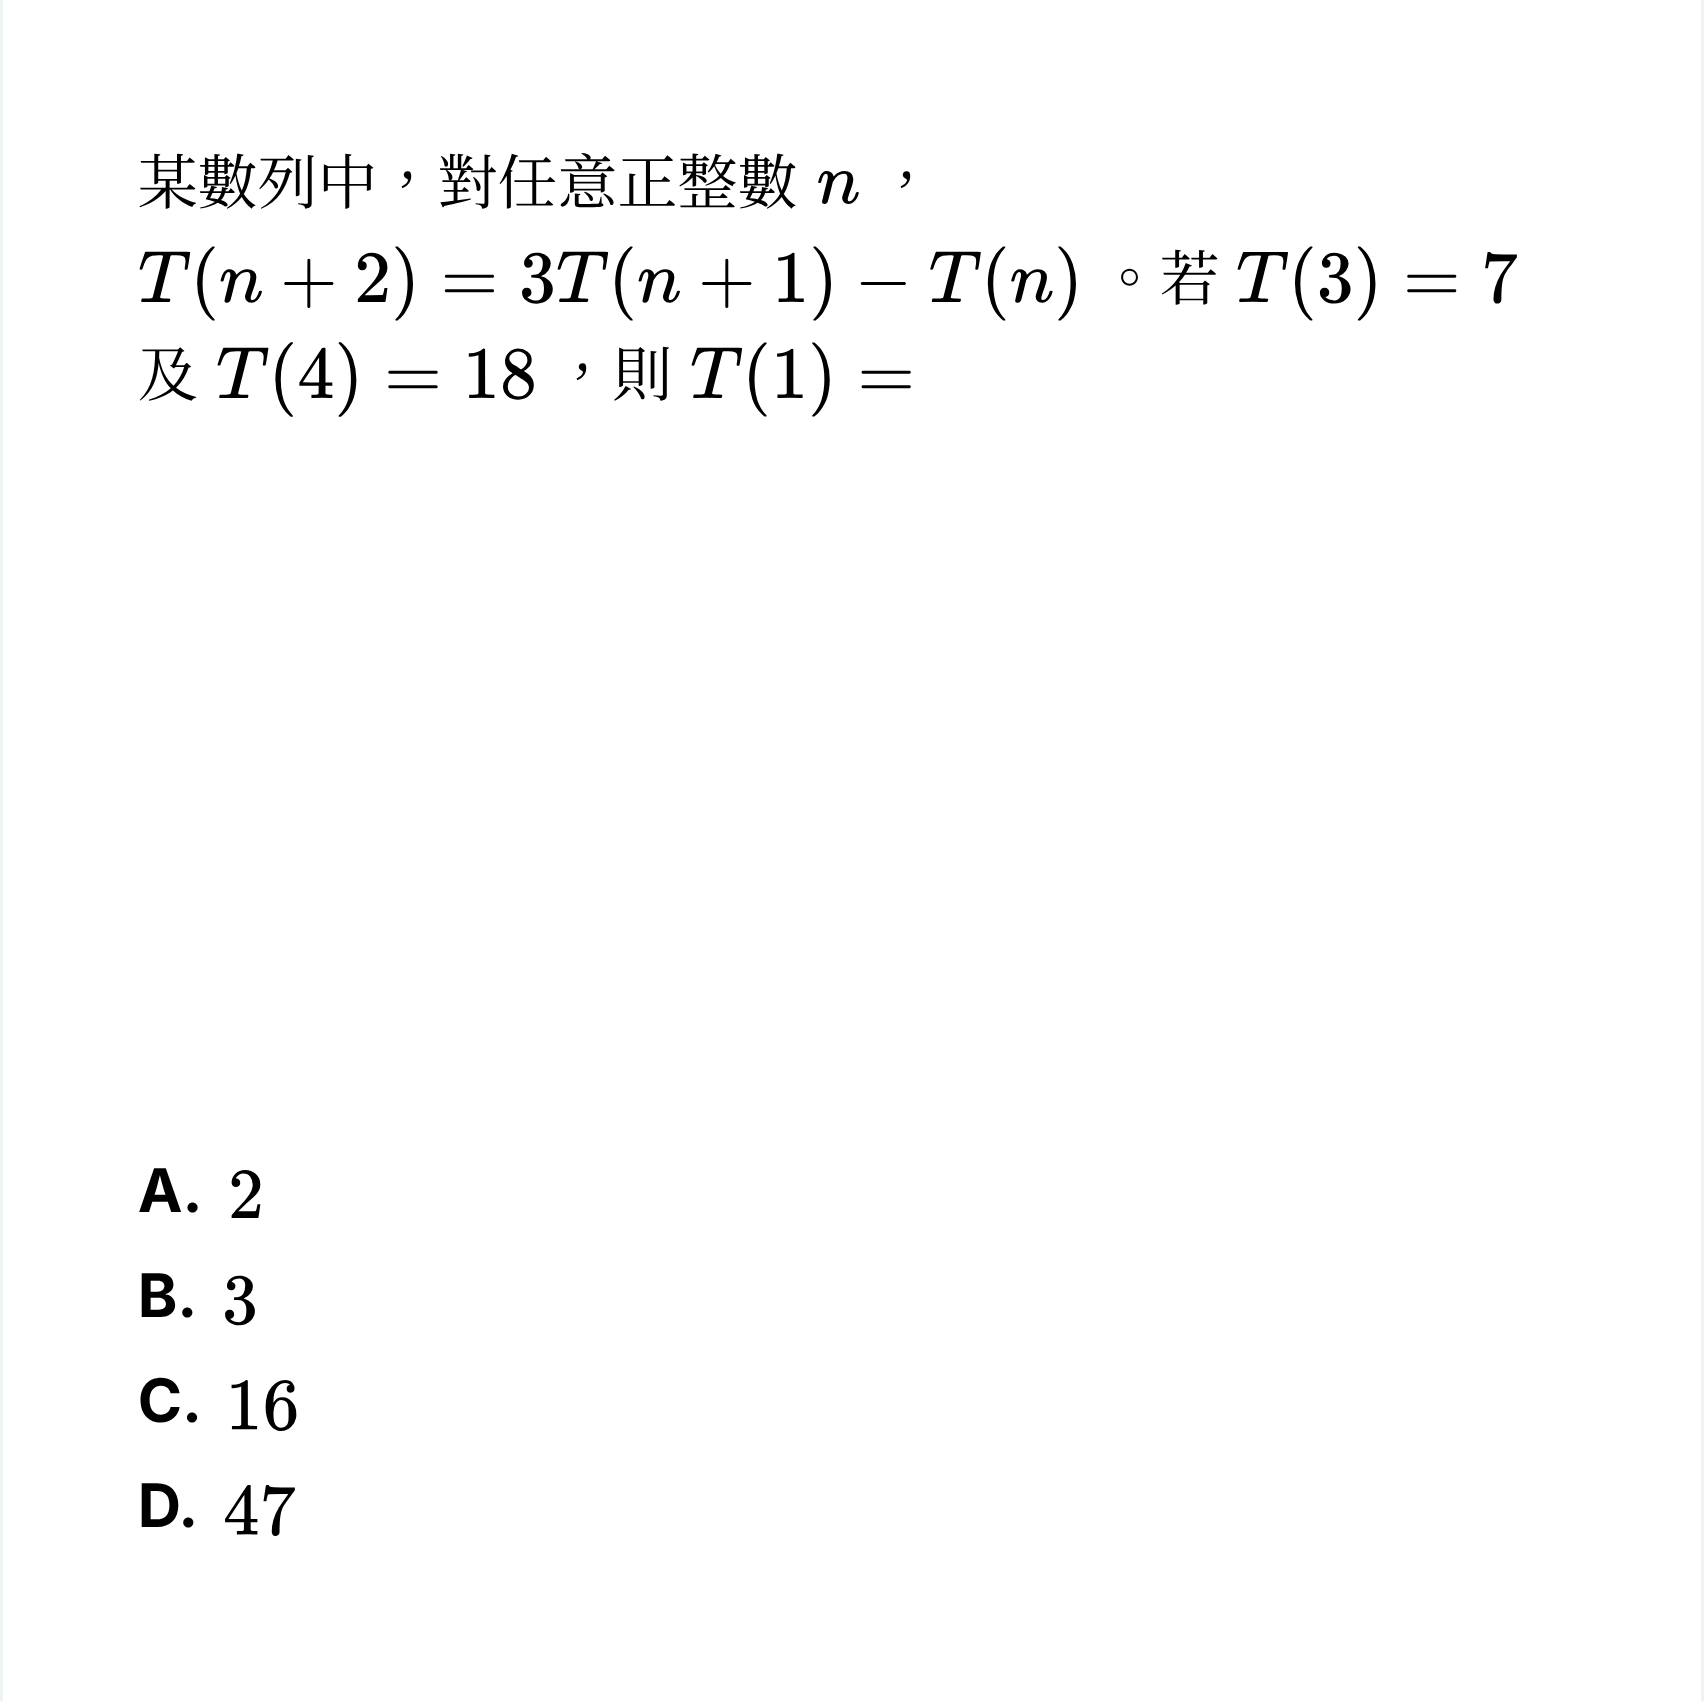 某數列中，對任意正整數 n ，
T(n + 2) = 3T(n + 1) − T(n) 。若 T(3) = 7
及 T(4) = 18 ，則 T(1) =
A. 2
B. 3
C. 16
D. 47